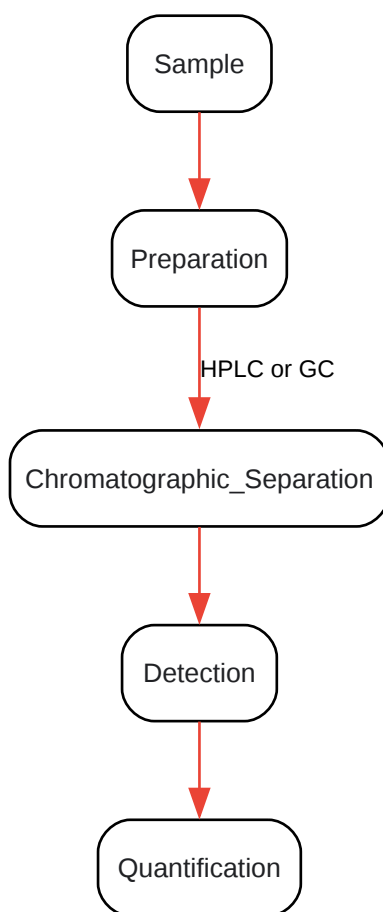 Sample
Preparation
HPLC or GC
Chromatographic_Separation
Detection
Quantification